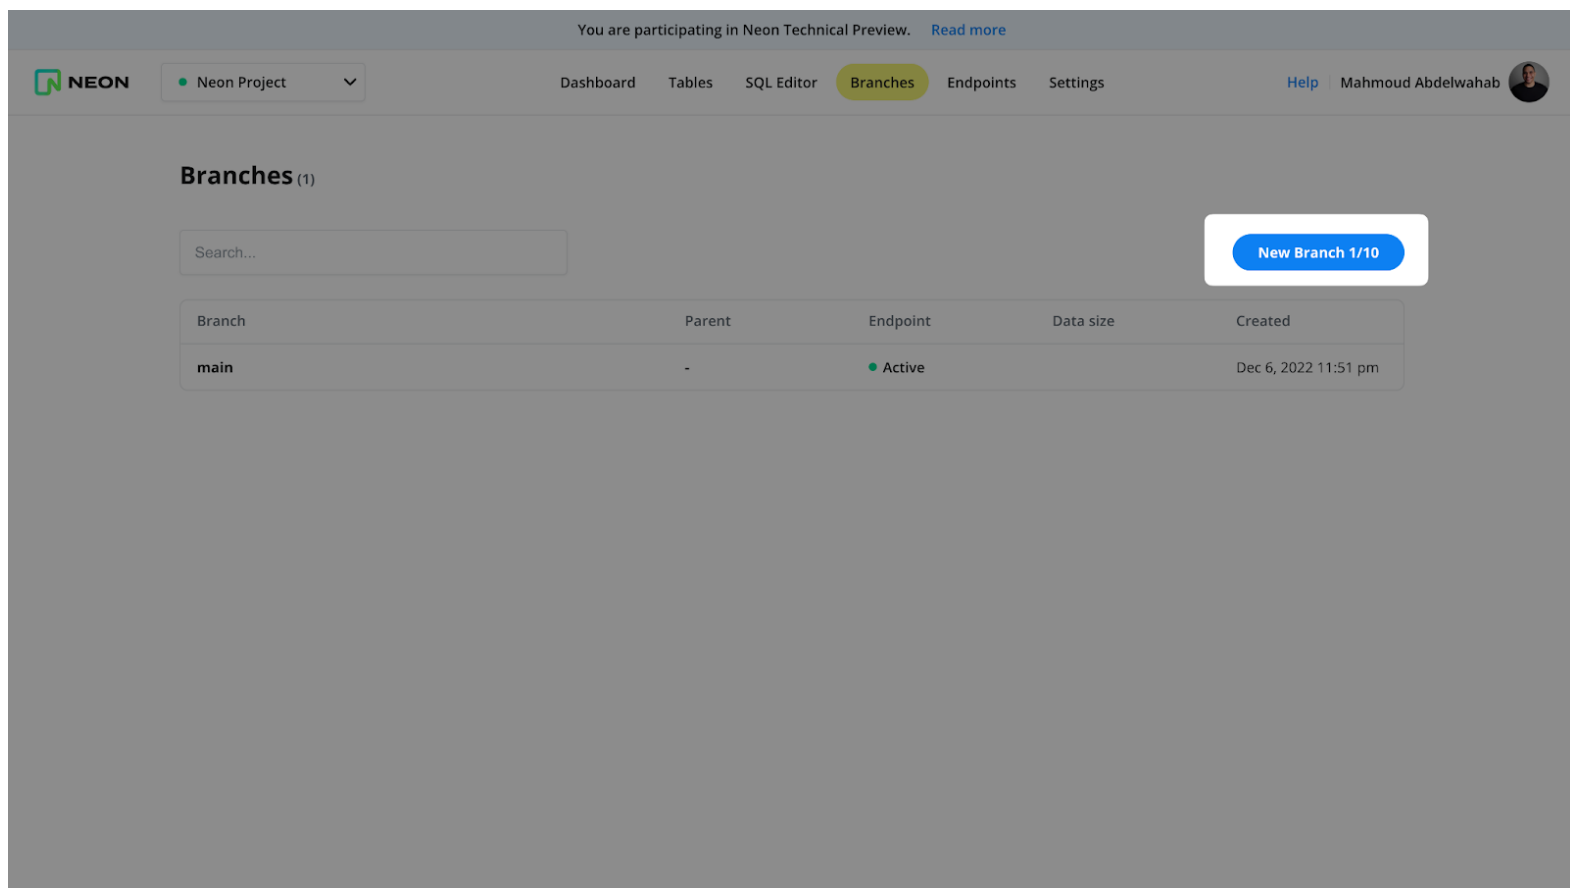 You are participating in Neon Technical Preview. Read more
NEON Neon Project Dashboard Tables SQL Editor Branches Endpoints Settings Help Mahmoud Abdelwahab
Branches (1)
Search...
New Branch 1/10
Branch Parent Endpoint Data size Created
main - Active Dec 6, 2022 11:51 pm